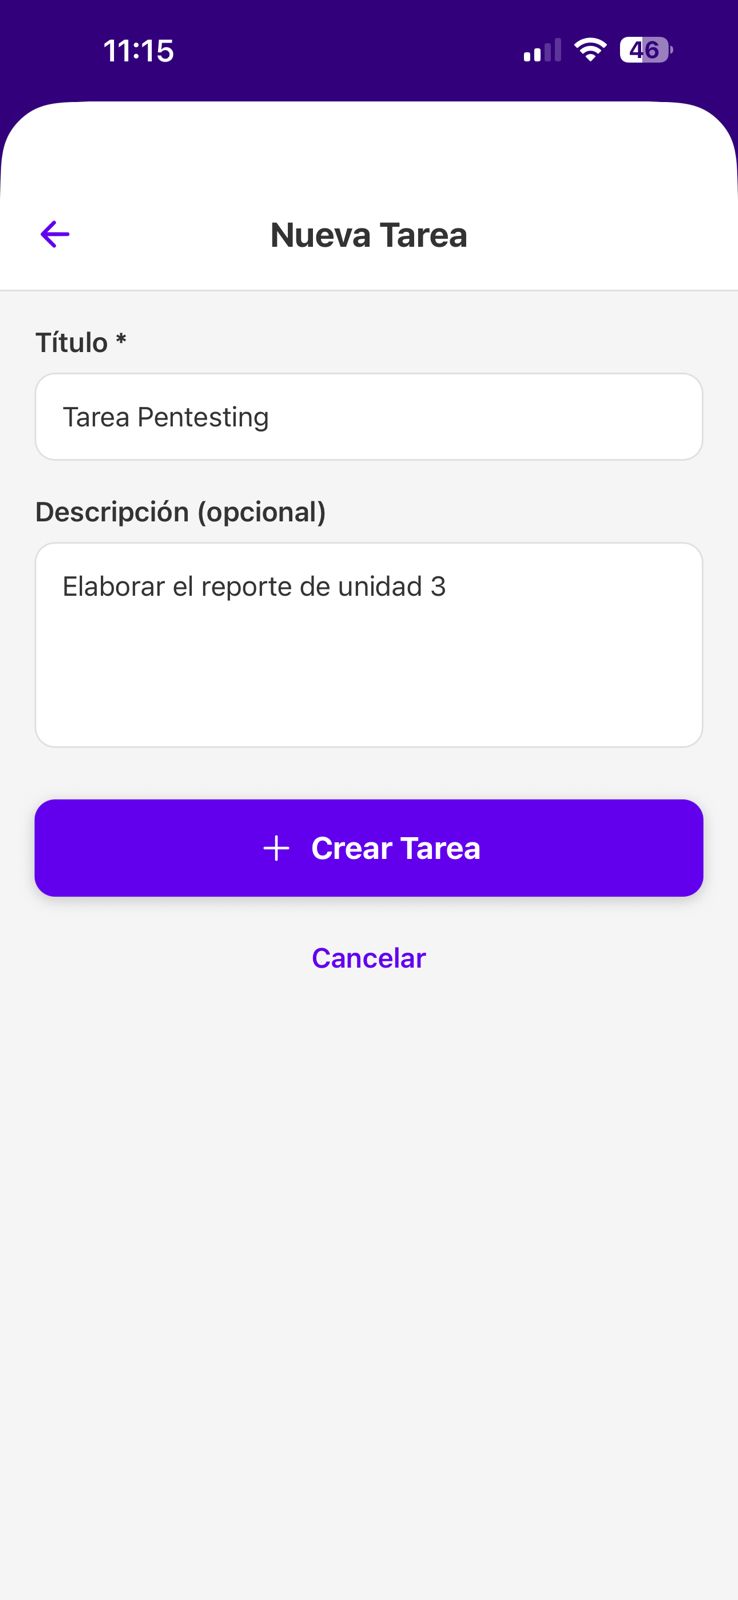 11:15
46
Nueva Tarea
Título *
Tarea Pentesting
Descripción (opcional)
Elaborar el reporte de unidad 3
+ Crear Tarea
Cancelar